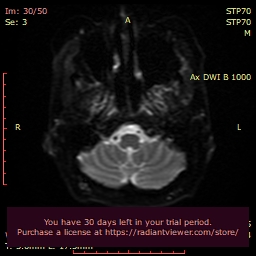 Im: 30/50
STP70
Se: 3
STP70
M
A
Ax DWI B 1000
R
L
You have 30 days left in your trial period.
Purchase a license at https://radiantviewer.com/store/